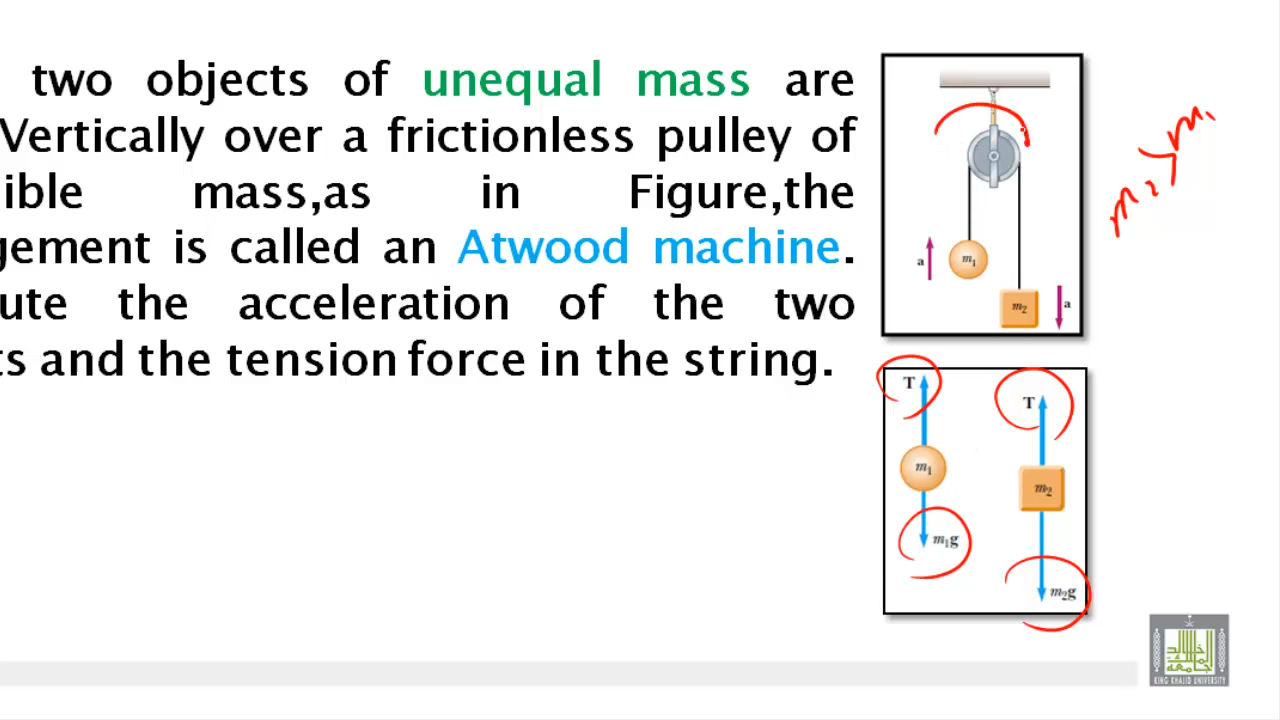 two objects of unequal mass are
Vertically over a frictionless pulley of
ible mass,as in Figure,the
gement is called an Atwood machine.
ute the acceleration of the two
ts and the tension force in the string.
m₁
a
m₂
a
m₂ > m₁
T
T
m₁
m₂
m₁g
m₂g
KING KHALID UNIVERSITY